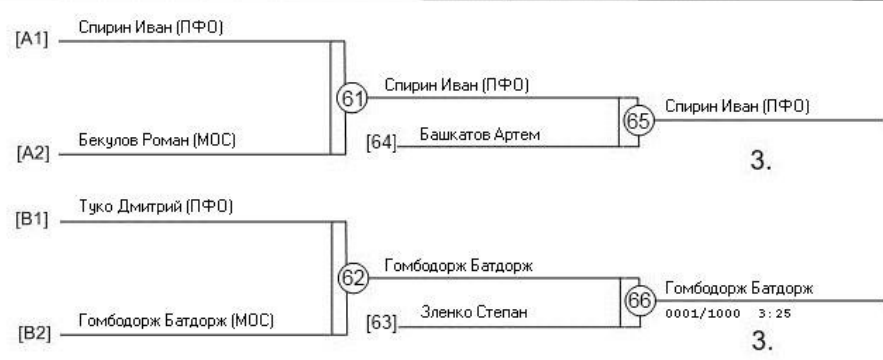 [A1] Спирин Иван (ПФО)
61 Спирин Иван (ПФО)
65 Спирин Иван (ПФО)
[A2] Бекулов Роман (МОС)
[64] Башкатов Артем
3.
[B1] Туко Дмитрий (ПФО)
62 Гомбодорж Батдорж
66 Гомбодорж Батдорж
0001/1000 3:25
[B2] Гомбодорж Батдорж (МОС)
[63] Зленко Степан
3.